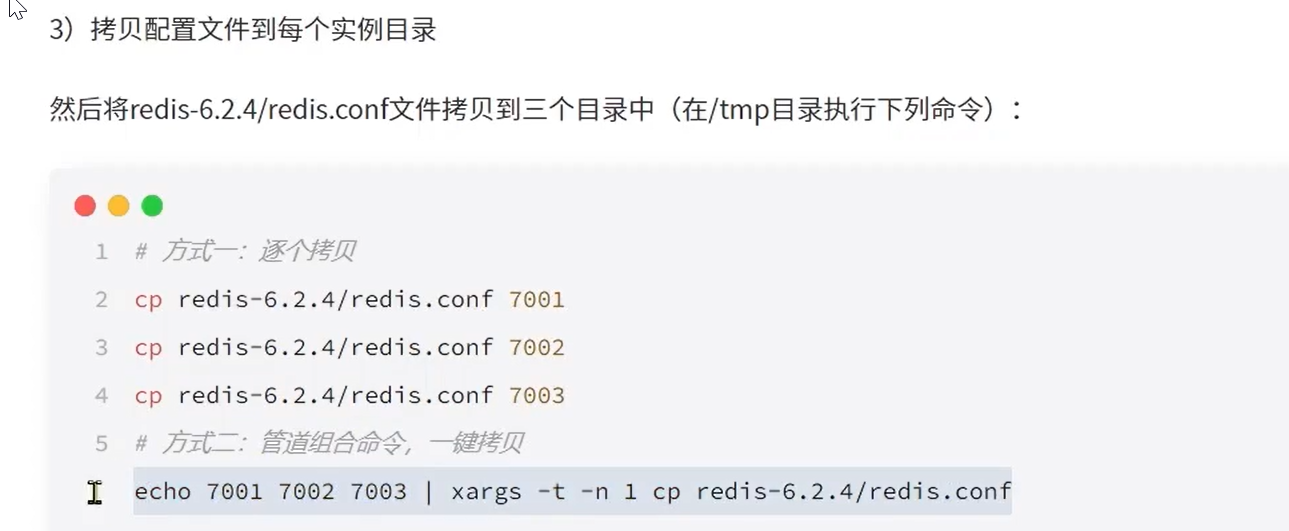 3）拷贝配置文件到每个实例目录
然后将redis-6.2.4/redis.conf文件拷贝到三个目录中（在/tmp目录执行下列命令）：
1 # 方式一：逐个拷贝
2 cp redis-6.2.4/redis.conf 7001
3 cp redis-6.2.4/redis.conf 7002
4 cp redis-6.2.4/redis.conf 7003
5 # 方式二：管道组合命令，一键拷贝
echo 7001 7002 7003 | xargs -t -n 1 cp redis-6.2.4/redis.conf